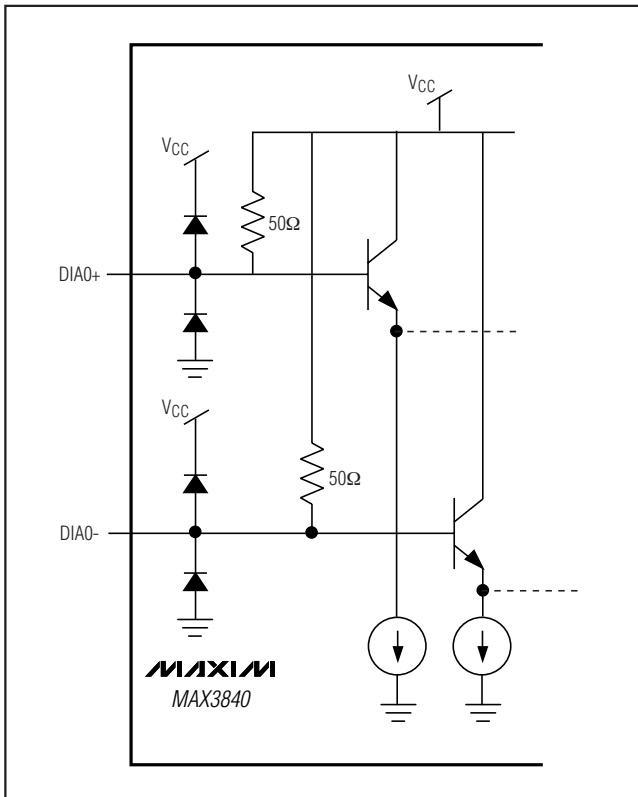 VCC
VCC
50Ω
DIA0+
VCC
50Ω
DIA0-
MAXIM
MAX3840